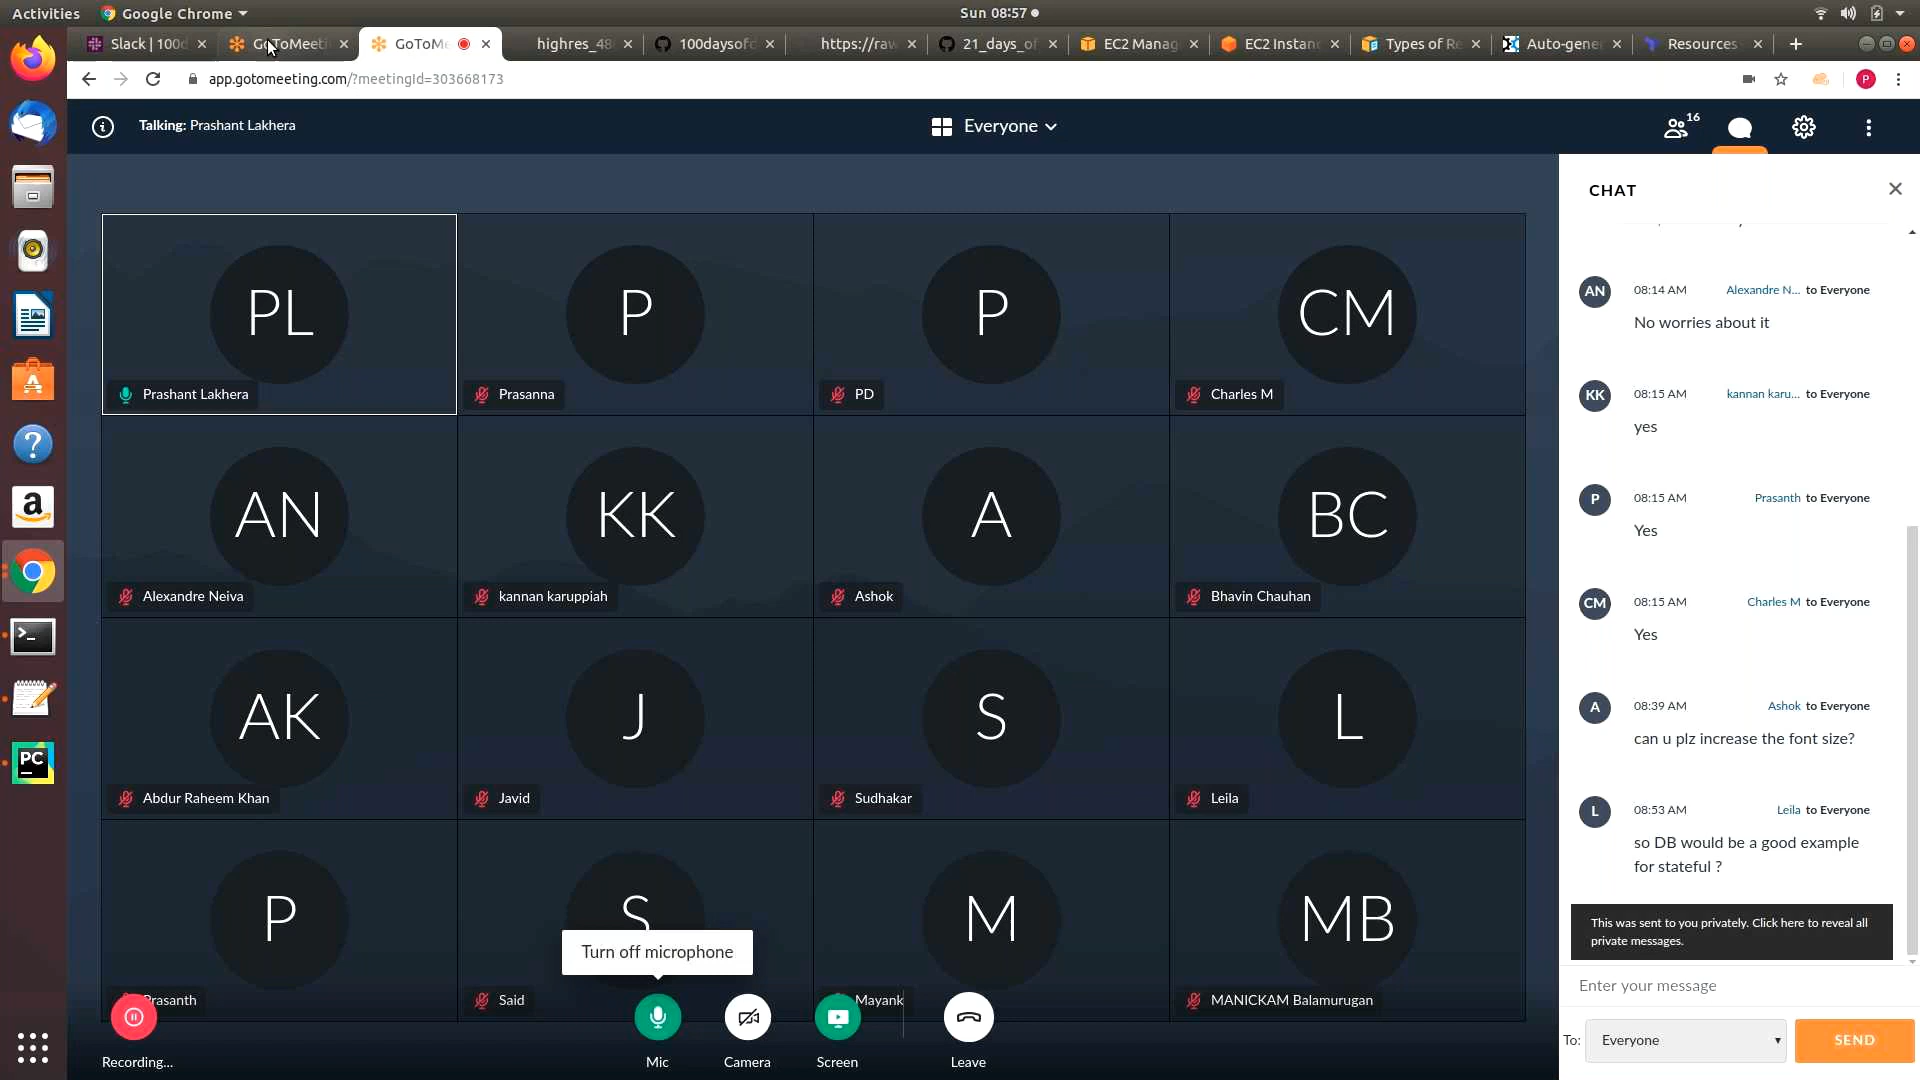 Activities
Google Chrome
Sun 08:57
Slack | 100d
GoToMeeti
GoToMe
highres_48
100daysofd
https://raw
21_days_of
EC2 Manag
EC2 Instan
Types of Re
Auto-gene
Resources
app.gotomeeting.com/?meetingId=303668173
P
Talking: Prashant Lakhera
Everyone
16
CHAT
PL
Prashant Lakhera
P
Prasanna
P
PD
CM
Charles M
AN
Alexandre Neiva
KK
kannan karuppiah
A
Ashok
BC
Bhavin Chauhan
AK
Abdur Raheem Khan
J
Javid
S
Sudhakar
L
Leila
P
Prasanth
S
Said
M
Mayank
MB
MANICKAM Balamurugan
Turn off microphone
Recording...
Mic
Camera
Screen
Leave
AN
08:14 AM
Alexandre N... to Everyone
No worries about it
KK
08:15 AM
kannan karu... to Everyone
yes
P
08:15 AM
Prasanth to Everyone
Yes
CM
08:15 AM
Charles M to Everyone
Yes
A
08:39 AM
Ashok to Everyone
can u plz increase the font size?
L
08:53 AM
Leila to Everyone
so DB would be a good example
for stateful ?
This was sent to you privately. Click here to reveal all
private messages.
Enter your message
To:
Everyone
SEND
A
?
a
PC